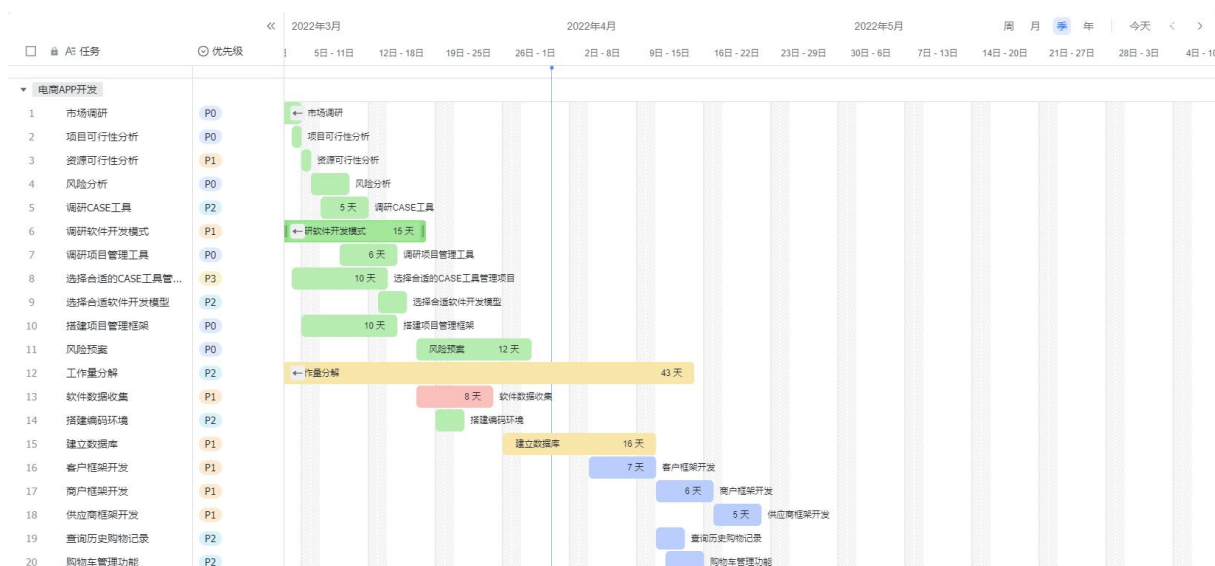 2022年3月 2022年4月 2022年5月 周 月 季 年 今天
任务 优先级 5日 - 11日 12日 - 18日 19日 - 25日 26日 - 1日 2日 - 8日 9日 - 15日 16日 - 22日 23日 - 29日 30日 - 6日 7日 - 13日 14日 - 20日 21日 - 27日 28日 - 3日
电商APP开发
1 市场调研 P0 市场调研
2 项目可行性分析 P0 项目可行性分析
3 资源可行性分析 P1 资源可行性分析
4 风险分析 P0 风险分析
5 调研CASE工具 P2 5 天 调研CASE工具
6 调研软件开发模式 P1 研软件开发模式 15 天
7 调研项目管理工具 P0 6 天 调研项目管理工具
8 选择合适的CASE工具管... P3 10 天 选择合适的CASE工具管理项目
9 选择合适软件开发模型 P2 选择合适软件开发模型
10 搭建项目管理框架 P0 10 天 搭建项目管理框架
11 风险预案 P0 风险预案 12 天
12 工作量分解 P2 作量分解 43 天
13 软件数据收集 P1 8 天 软件数据收集
14 搭建编码环境 P2 搭建编码环境
15 建立数据库 P1 建立数据库 16 天
16 客户框架开发 P1 7 天 客户框架开发
17 商户框架开发 P1 6 天 商户框架开发
18 供应商框架开发 P1 5 天 供应商框架开发
19 查询历史购物记录 P2 查询历史购物记录
20 购物车管理功能 P2 购物车管理功能